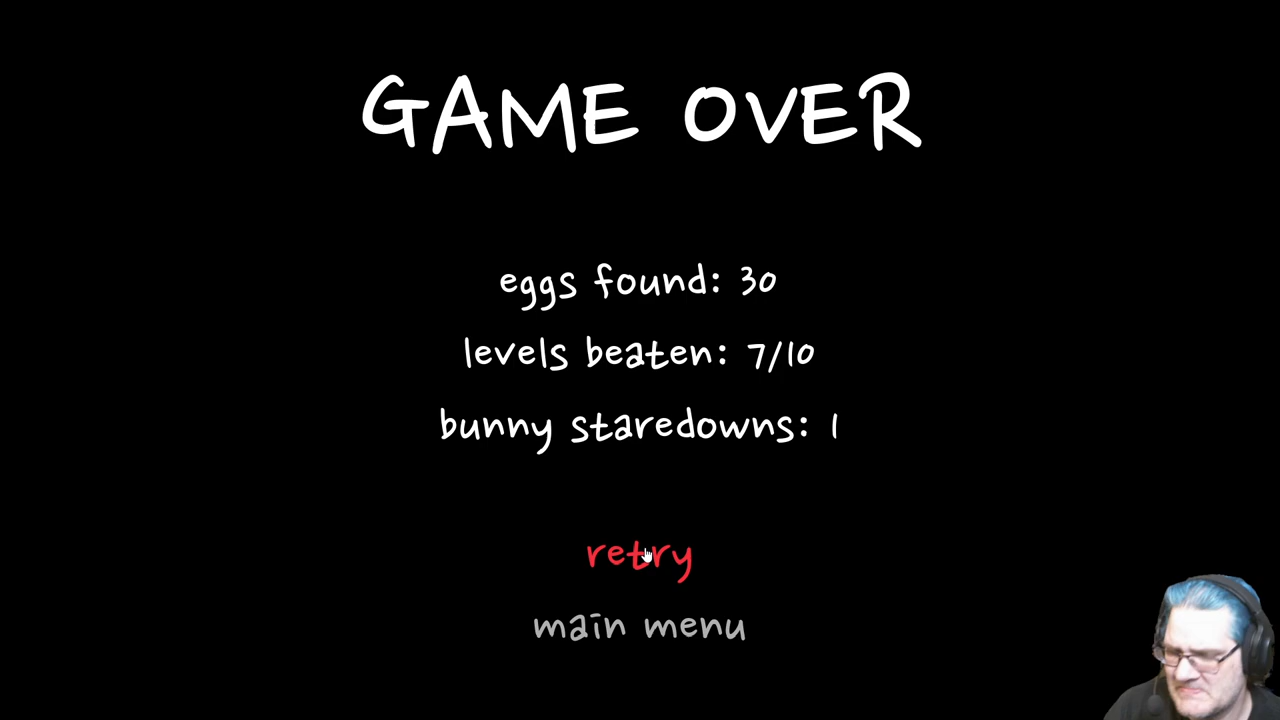 GAME OVER
eggs found: 30
levels beaten: 7/10
bunny staredowns: 1
retry
main menu